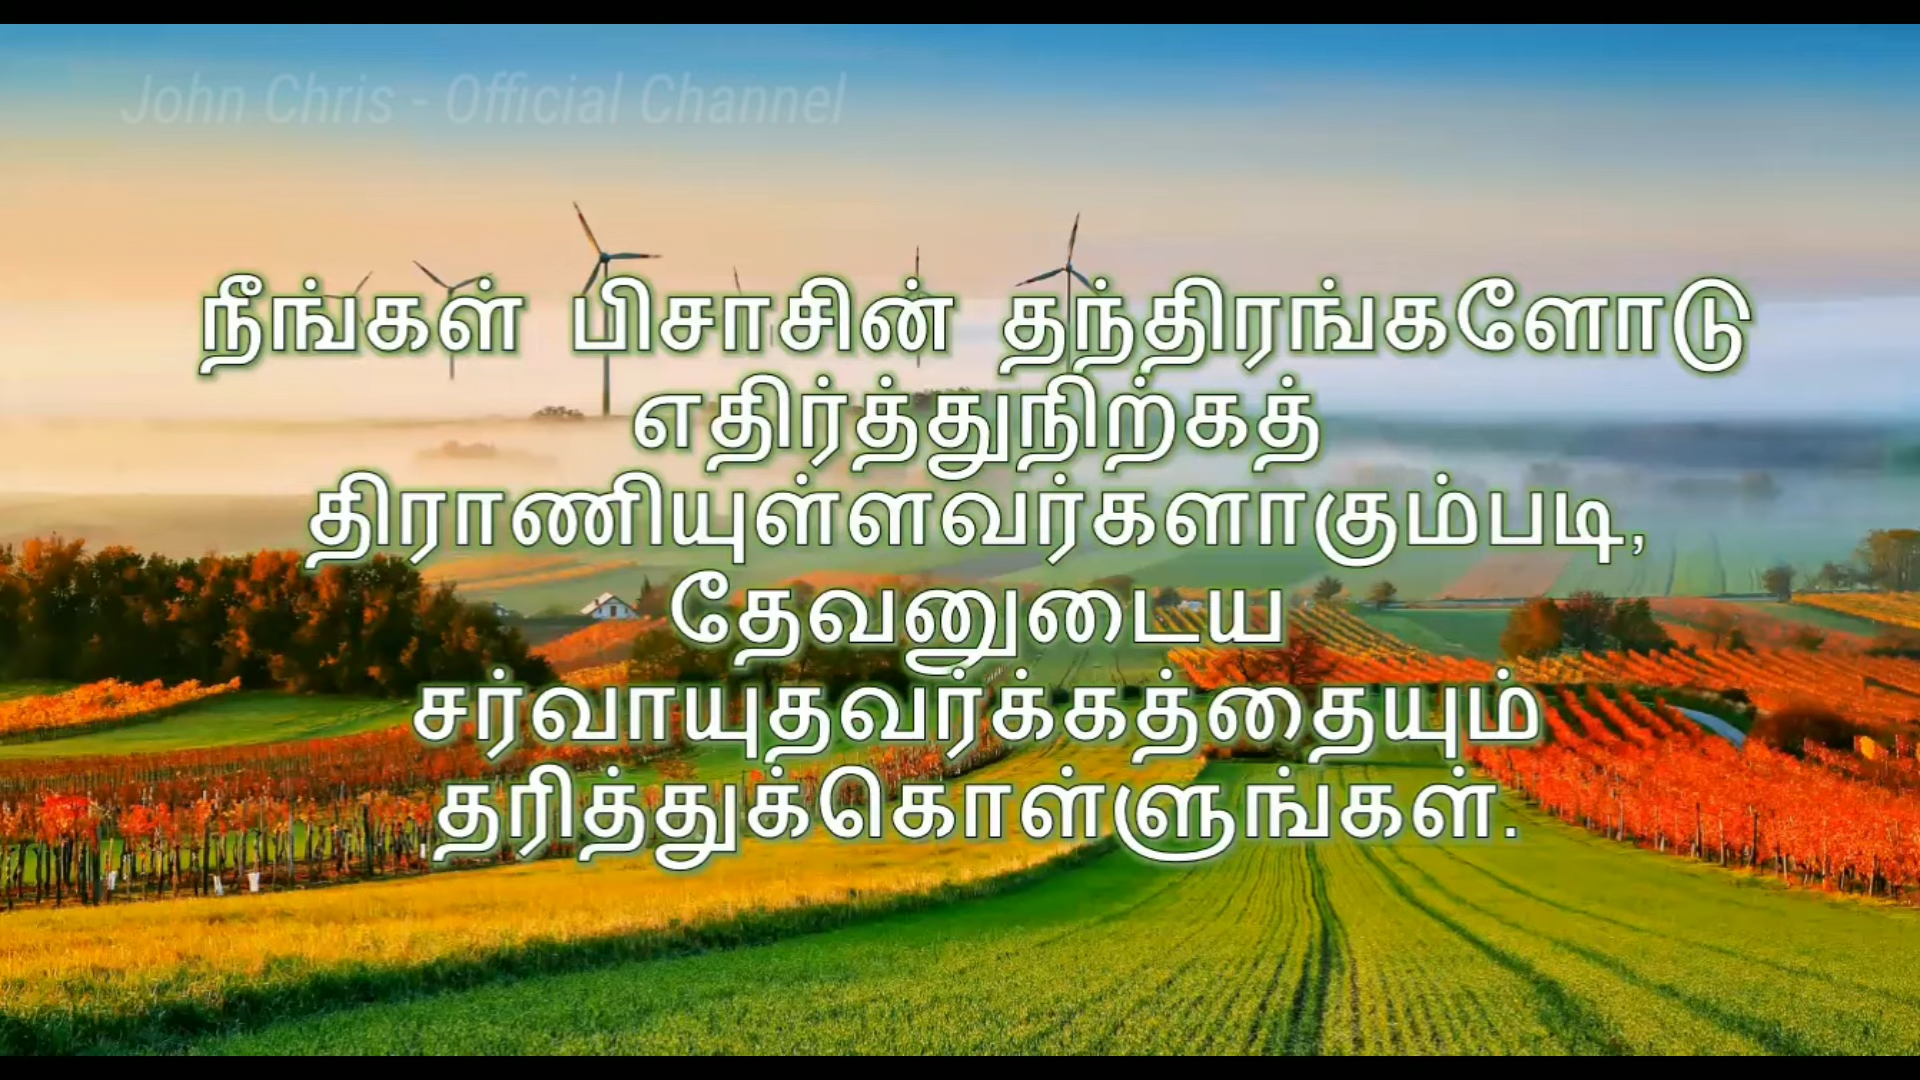 John Chris - Official Channel
நீங்கள் பிசாசின் தந்திரங்களோடு
எதிர்த்துநிற்கத்
திராணியுள்ளவர்களாகும்படி,
தேவனுடைய
சர்வாயுதவர்க்கத்தையும்
தரித்துக்கொள்ளுங்கள்.